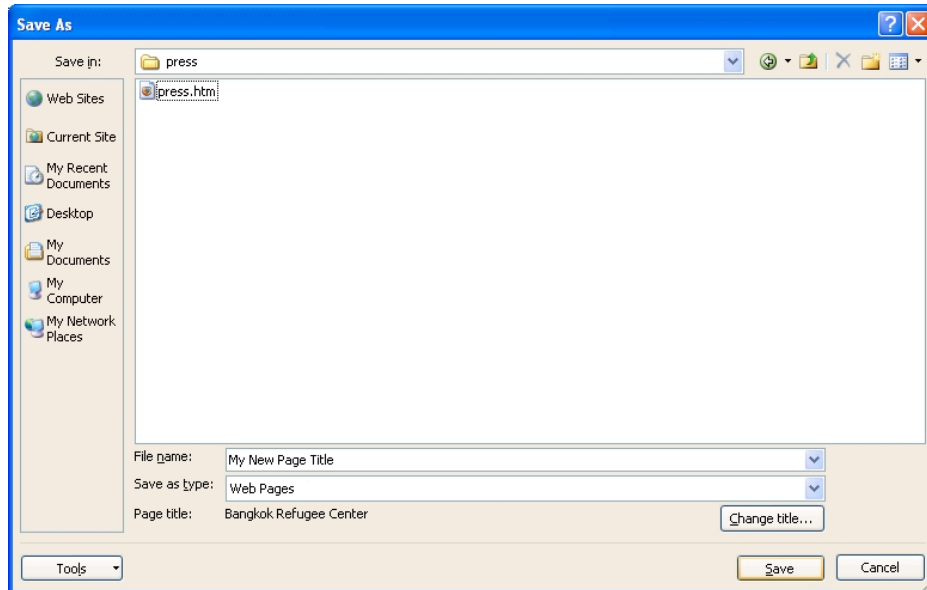 Save As
?
Save in:
press
Web Sites
Current Site
My Recent
Documents
Desktop
My
Documents
My
Computer
My Network
Places
press.htm
File name:
My New Page Title
Save as type:
Web Pages
Page title:
Bangkok Refugee Center
Change title...
Tools
Save
Cancel